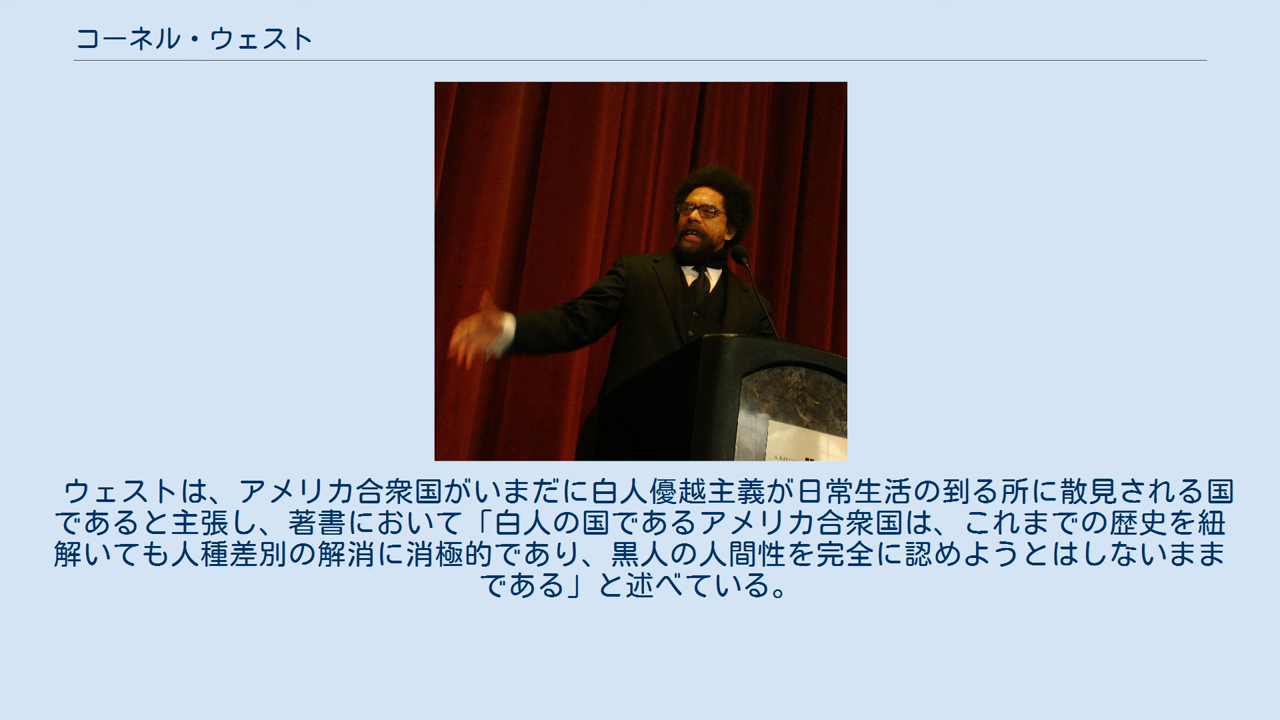 コーネル・ウェスト
ウェストは、アメリカ合衆国がいまだに白人優越主義が日常生活の到る所に散見される国
であると主張し、著書において「白人の国であるアメリカ合衆国は、これまでの歴史を紐
解いても人種差別の解消に消極的であり、黒人の人間性を完全に認めようとはしないまま
である」と述べている。